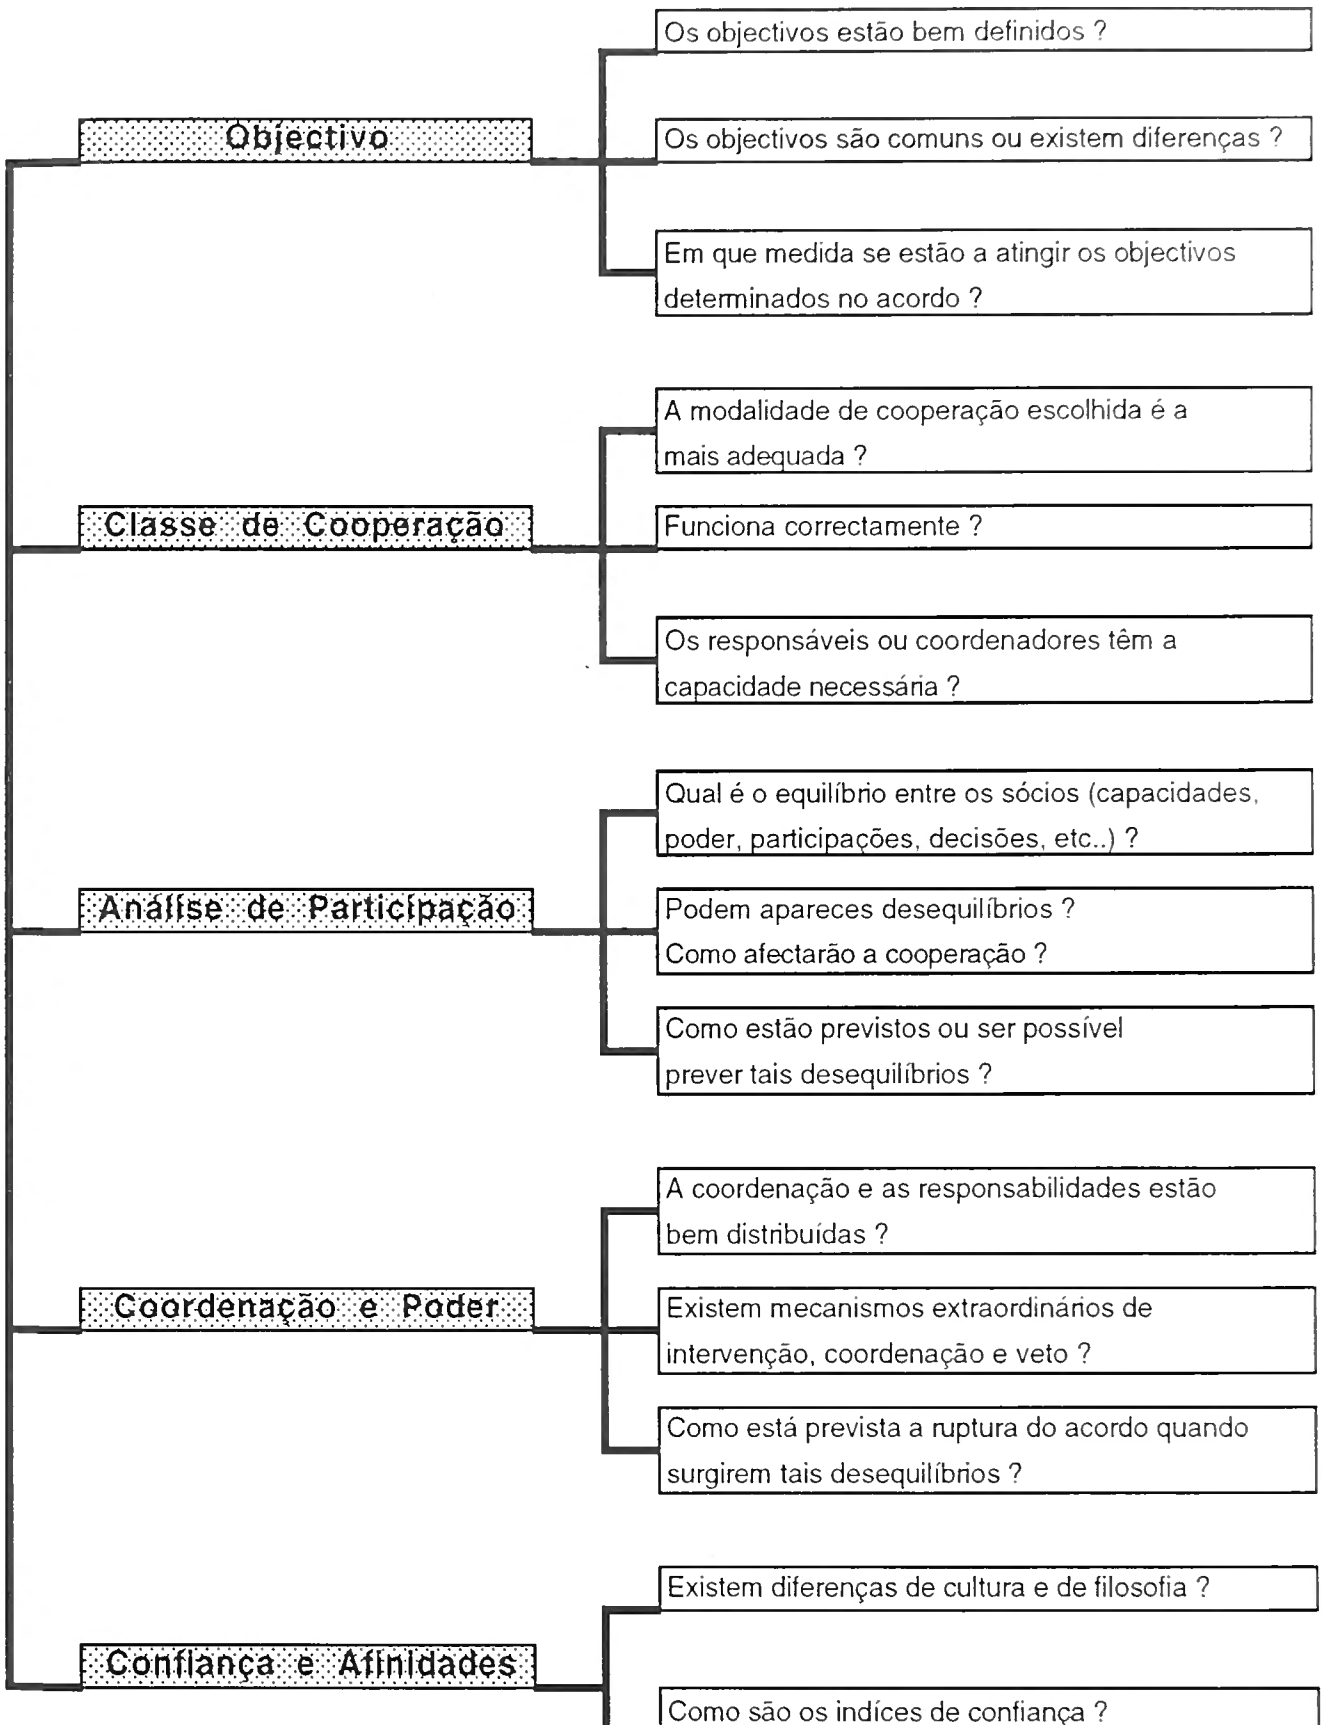 Objectivo
Os objectivos estão bem definidos ?
Os objectivos são comuns ou existem diferenças ?
Em que medida se estão a atingir os objectivos
determinados no acordo ?
Classe de Cooperação
A modalidade de cooperação escolhida é a
mais adequada ?
Funciona correctamente ?
Os responsáveis ou coordenadores têm a
capacidade necessária ?
Análise de Participação
Qual é o equilíbrio entre os sócios (capacidades,
poder, participações, decisões, etc..) ?
Podem apareces desequilíbrios ?
Como afectarão a cooperação ?
Como estão previstos ou ser possível
prever tais desequilíbrios ?
Coordenação e Poder
A coordenação e as responsabilidades estão
bem distribuídas ?
Existem mecanismos extraordinários de
intervenção, coordenação e veto ?
Como está prevista a ruptura do acordo quando
surgirem tais desequilíbrios ?
Confiança e Afinidades
Existem diferenças de cultura e de filosofia ?
Como são os indíces de confiança ?